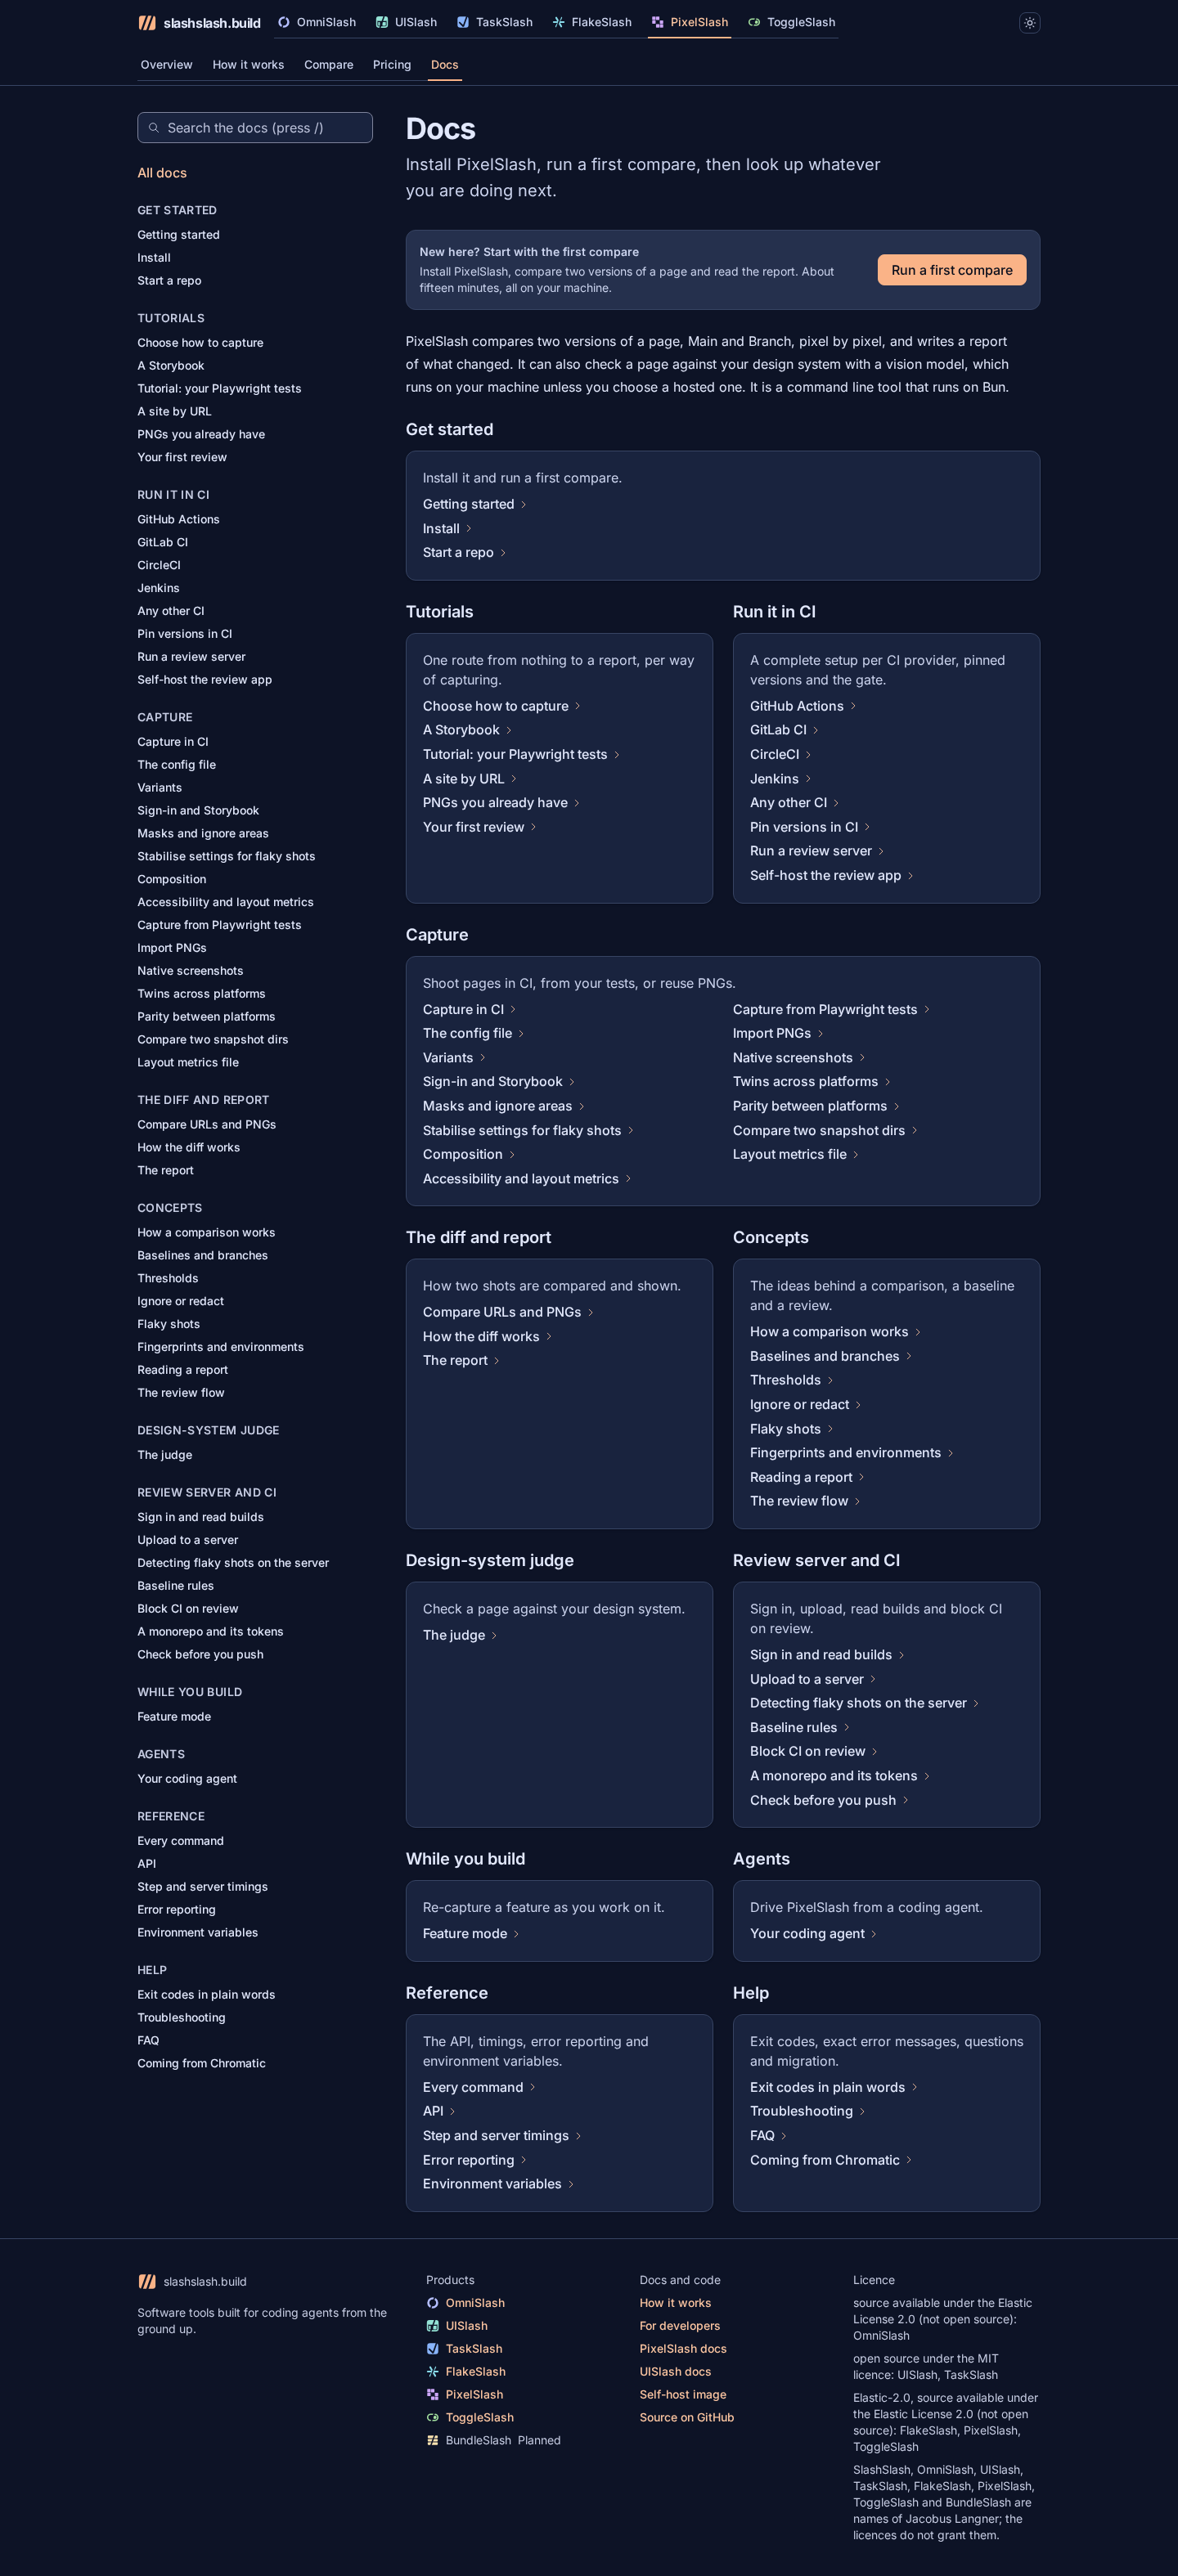 slashslash.build
OmniSlash
UISlash
TaskSlash
FlakeSlash
PixelSlash
ToggleSlash
Overview
How it works
Compare
Pricing
Docs
Search the docs (press /)
All docs
GET STARTED
Getting started
Install
Start a repo
TUTORIALS
Choose how to capture
A Storybook
Tutorial: your Playwright tests
A site by URL
PNGs you already have
Your first review
RUN IT IN CI
GitHub Actions
GitLab CI
CircleCI
Jenkins
Any other CI
Pin versions in CI
Run a review server
Self-host the review app
CAPTURE
Capture in CI
The config file
Variants
Sign-in and Storybook
Masks and ignore areas
Stabilise settings for flaky shots
Composition
Accessibility and layout metrics
Capture from Playwright tests
Import PNGs
Native screenshots
Twins across platforms
Parity between platforms
Compare two snapshot dirs
Layout metrics file
THE DIFF AND REPORT
Compare URLs and PNGs
How the diff works
The report
CONCEPTS
How a comparison works
Baselines and branches
Thresholds
Ignore or redact
Flaky shots
Fingerprints and environments
Reading a report
The review flow
DESIGN-SYSTEM JUDGE
The judge
REVIEW SERVER AND CI
Sign in and read builds
Upload to a server
Detecting flaky shots on the server
Baseline rules
Block CI on review
A monorepo and its tokens
Check before you push
WHILE YOU BUILD
Feature mode
AGENTS
Your coding agent
REFERENCE
Every command
API
Step and server timings
Error reporting
Environment variables
HELP
Exit codes in plain words
Troubleshooting
FAQ
Coming from Chromatic
Docs
Install PixelSlash, run a first compare, then look up whatever
you are doing next.
New here? Start with the first compare
Install PixelSlash, compare two versions of a page and read the report. About
fifteen minutes, all on your machine.
Run a first compare
PixelSlash compares two versions of a page, Main and Branch, pixel by pixel, and writes a report
of what changed. It can also check a page against your design system with a vision model, which
runs on your machine unless you choose a hosted one. It is a command line tool that runs on Bun.
Get started
Install it and run a first compare.
Getting started
Install
Start a repo
Tutorials
One route from nothing to a report, per way
of capturing.
Choose how to capture
A Storybook
Tutorial: your Playwright tests
A site by URL
PNGs you already have
Your first review
Run it in CI
A complete setup per CI provider, pinned
versions and the gate.
GitHub Actions
GitLab CI
CircleCI
Jenkins
Any other CI
Pin versions in CI
Run a review server
Self-host the review app
Capture
Shoot pages in CI, from your tests, or reuse PNGs.
Capture in CI
The config file
Variants
Sign-in and Storybook
Masks and ignore areas
Stabilise settings for flaky shots
Composition
Accessibility and layout metrics
Capture from Playwright tests
Import PNGs
Native screenshots
Twins across platforms
Parity between platforms
Compare two snapshot dirs
Layout metrics file
The diff and report
How two shots are compared and shown.
Compare URLs and PNGs
How the diff works
The report
Concepts
The ideas behind a comparison, a baseline
and a review.
How a comparison works
Baselines and branches
Thresholds
Ignore or redact
Flaky shots
Fingerprints and environments
Reading a report
The review flow
Design-system judge
Check a page against your design system.
The judge
Review server and CI
Sign in, upload, read builds and block CI
on review.
Sign in and read builds
Upload to a server
Detecting flaky shots on the server
Baseline rules
Block CI on review
A monorepo and its tokens
Check before you push
While you build
Re-capture a feature as you work on it.
Feature mode
Agents
Drive PixelSlash from a coding agent.
Your coding agent
Reference
The API, timings, error reporting and
environment variables.
Every command
API
Step and server timings
Error reporting
Environment variables
Help
Exit codes, exact error messages, questions
and migration.
Exit codes in plain words
Troubleshooting
FAQ
Coming from Chromatic
slashslash.build
Software tools built for coding agents from the
ground up.
Products
OmniSlash
UISlash
TaskSlash
FlakeSlash
PixelSlash
ToggleSlash
BundleSlash Planned
Docs and code
How it works
For developers
PixelSlash docs
UISlash docs
Self-host image
Source on GitHub
Licence
source available under the Elastic
License 2.0 (not open source):
OmniSlash
open source under the MIT
licence: UISlash, TaskSlash
Elastic-2.0, source available under
the Elastic License 2.0 (not open
source): FlakeSlash, PixelSlash,
ToggleSlash
SlashSlash, OmniSlash, UISlash,
TaskSlash, FlakeSlash, PixelSlash,
ToggleSlash and BundleSlash are
names of Jacobus Langner; the
licences do not grant them.